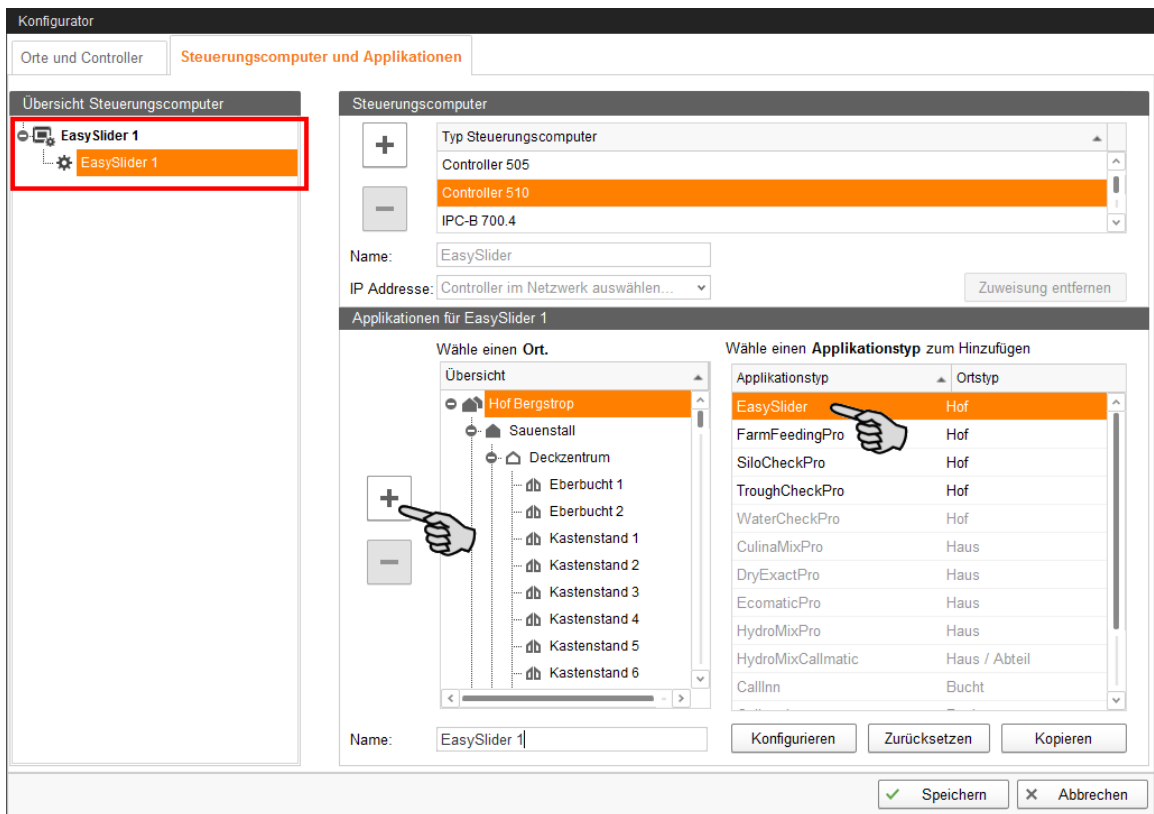 Konfigurator
Orte und Controller
Steuerungscomputer und Applikationen
Übersicht Steuerungscomputer
EasySlider 1
EasySlider 1
Steuerungscomputer
Typ Steuerungscomputer
Controller 505
Controller 510
IPC-B 700.4
Name: EasySlider
IP Addresse: Controller im Netzwerk auswählen...
Zuweisung entfernen
Applikationen für EasySlider 1
Wähle einen Ort.
Übersicht
Hof Bergstrop
Sauenstall
Deckzentrum
Eberbucht 1
Eberbucht 2
Kastenstand 1
Kastenstand 2
Kastenstand 3
Kastenstand 4
Kastenstand 5
Kastenstand 6
Name: EasySlider 1
Wähle einen Applikationstyp zum Hinzufügen
Applikationstyp Ortstyp
EasySlider Hof
FarmFeedingPro Hof
SiloCheckPro Hof
TroughCheckPro Hof
WaterCheckPro Hof
CulinaMixPro Haus
DryExactPro Haus
EcomaticPro Haus
HydroMixPro Haus
HydroMixCallmatic Haus / Abteil
CallInn Bucht
Konfigurieren
Zurücksetzen
Kopieren
Speichern
Abbrechen